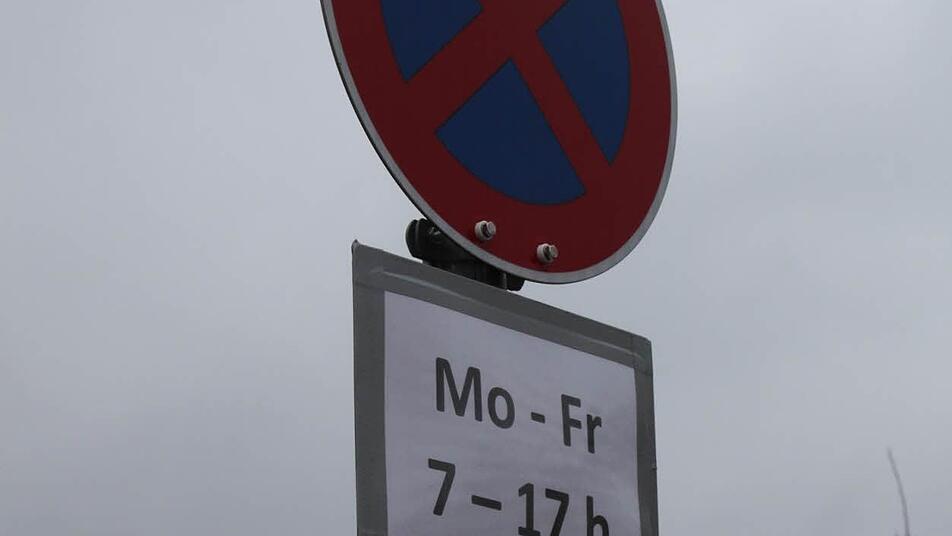 Mo - Fr
7 – 17 h